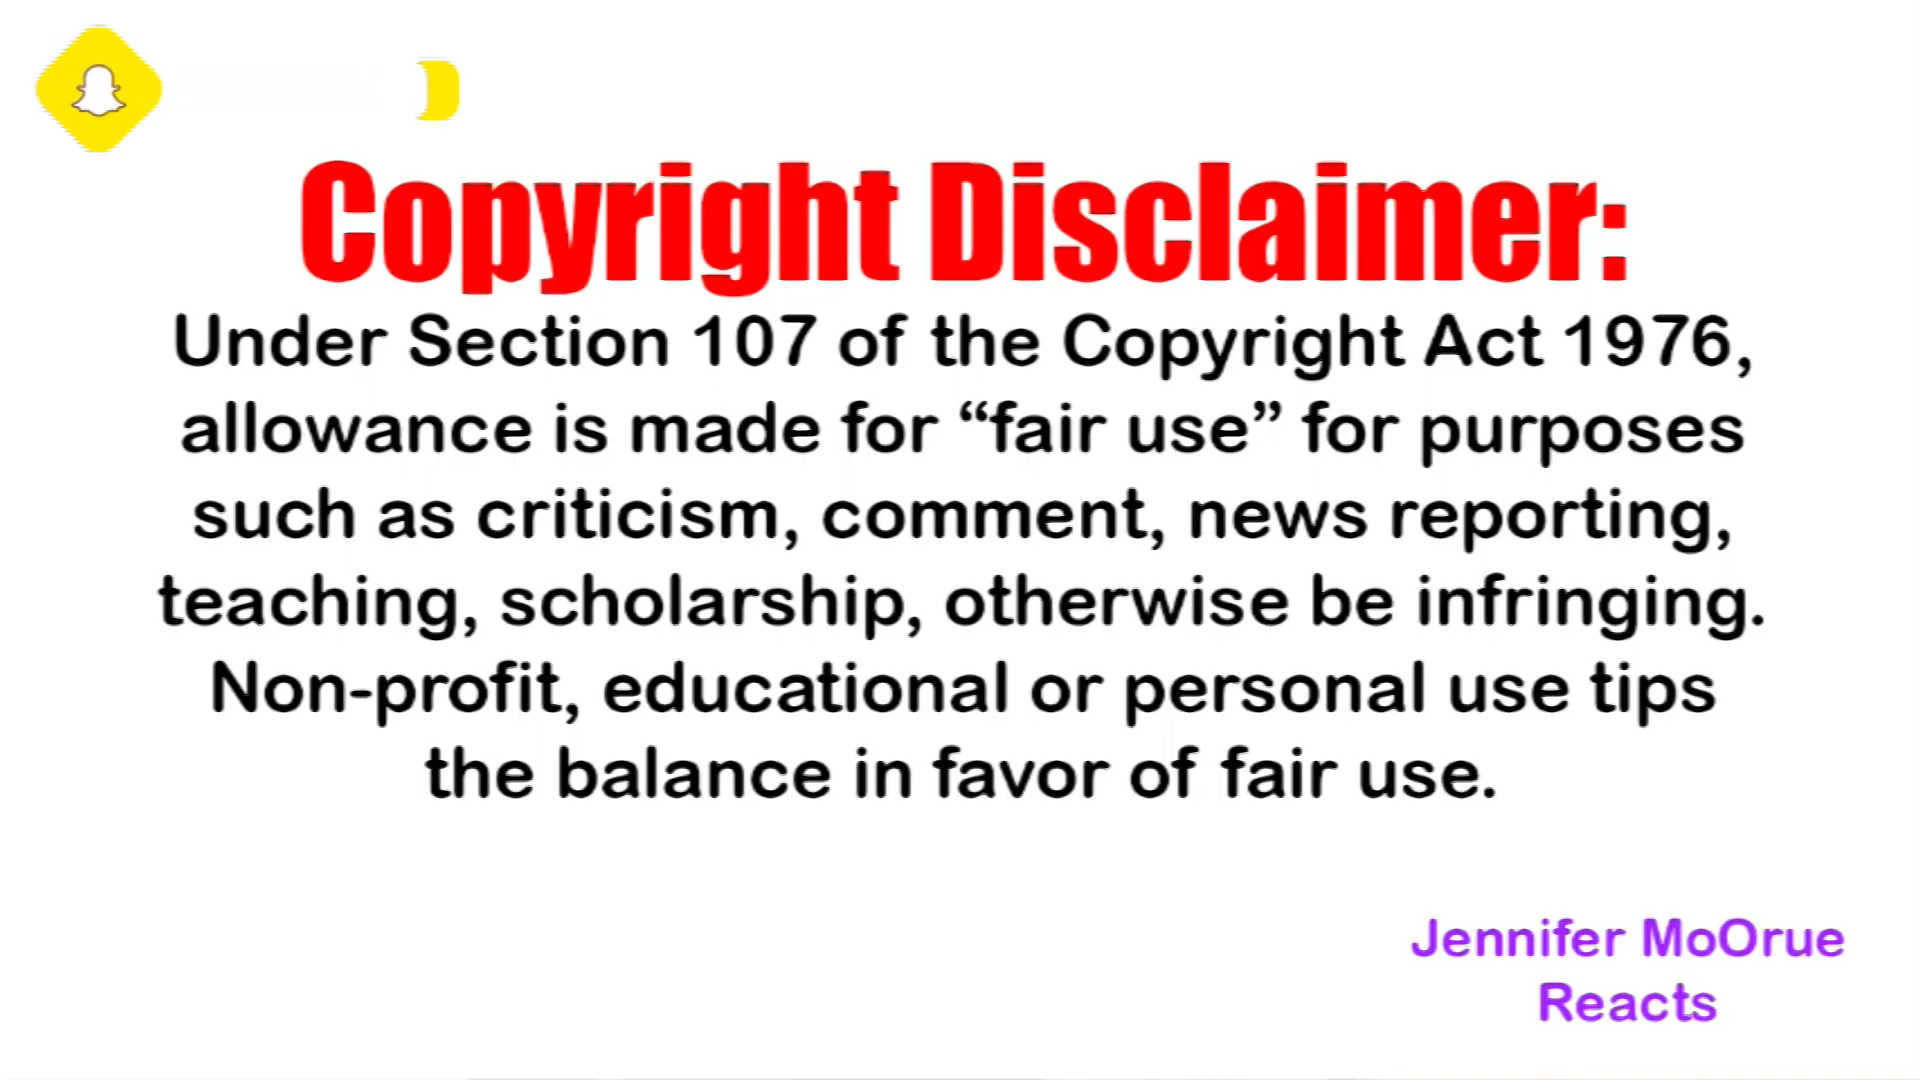 Copyright Disclaimer:
Under Section 107 of the Copyright Act 1976,
allowance is made for “fair use” for purposes
such as criticism, comment, news reporting,
teaching, scholarship, otherwise be infringing.
Non-profit, educational or personal use tips
the balance in favor of fair use.
Jennifer MoOrue
Reacts